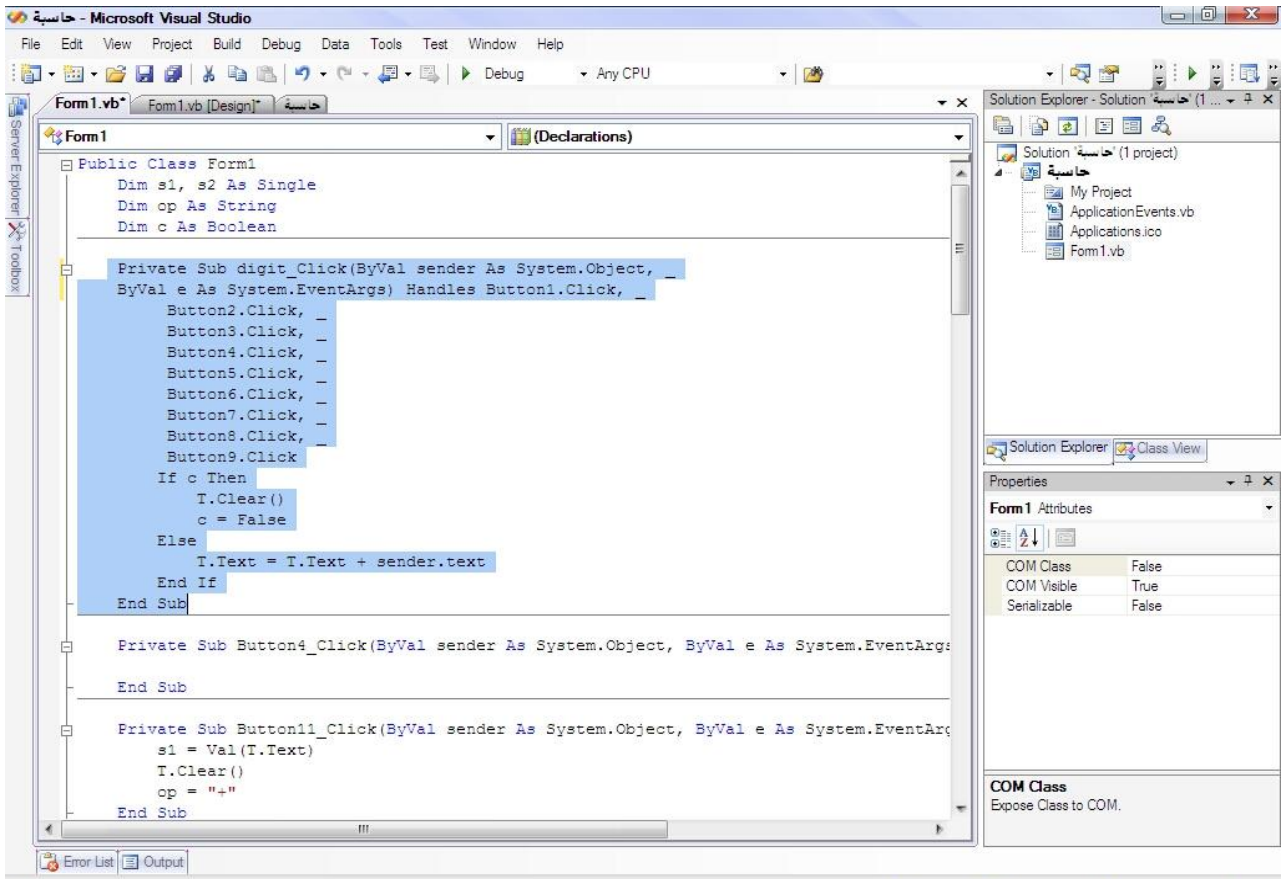 حاسبة - Microsoft Visual Studio
File Edit View Project Build Debug Data Tools Test Window Help
Debug Any CPU
Form1.vb* Form1.vb [Design]* حاسبة
Form1 (Declarations)
Public Class Form1
Dim s1, s2 As Single
Dim op As String
Dim c As Boolean
Private Sub digit_Click(ByVal sender As System.Object, _
ByVal e As System.EventArgs) Handles Button1.Click, _
Button2.Click, _
Button3.Click, _
Button4.Click, _
Button5.Click, _
Button6.Click, _
Button7.Click, _
Button8.Click, _
Button9.Click
If c Then
T.Clear()
c = False
Else
T.Text = T.Text + sender.text
End If
End Sub
Private Sub Button4_Click(ByVal sender As System.Object, ByVal e As System.EventArgs
End Sub
Private Sub Button11_Click(ByVal sender As System.Object, ByVal e As System.EventArg
s1 = Val(T.Text)
T.Clear()
op = "+"
End Sub
Server Explorer
Toolbox
Error List Output
Solution Explorer - Solution 'حاسبة' (1 ...
Solution 'حاسبة' (1 project)
حاسبة
My Project
ApplicationEvents.vb
Applications.ico
Form1.vb
Solution Explorer Class View
Properties
Form1 Attributes
COM Class False
COM Visible True
Serializable False
COM Class
Expose Class to COM.